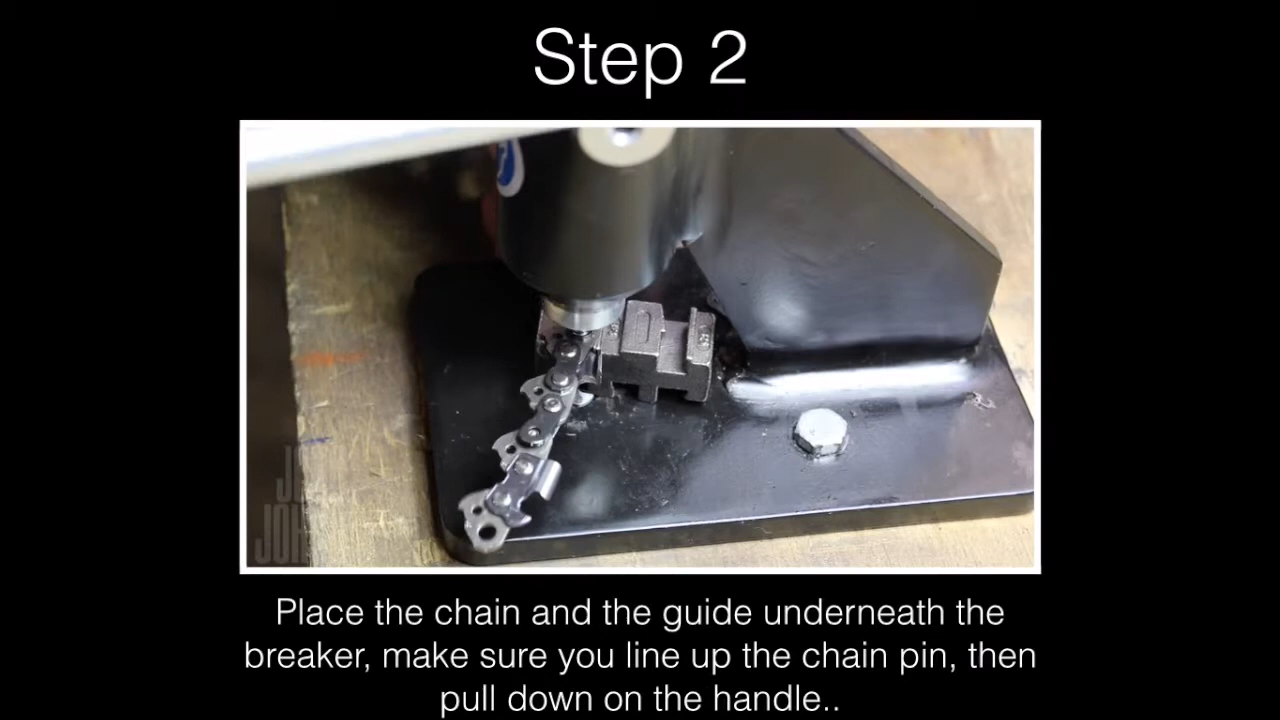 Step 2
Place the chain and the guide underneath the
breaker, make sure you line up the chain pin, then
pull down on the handle..